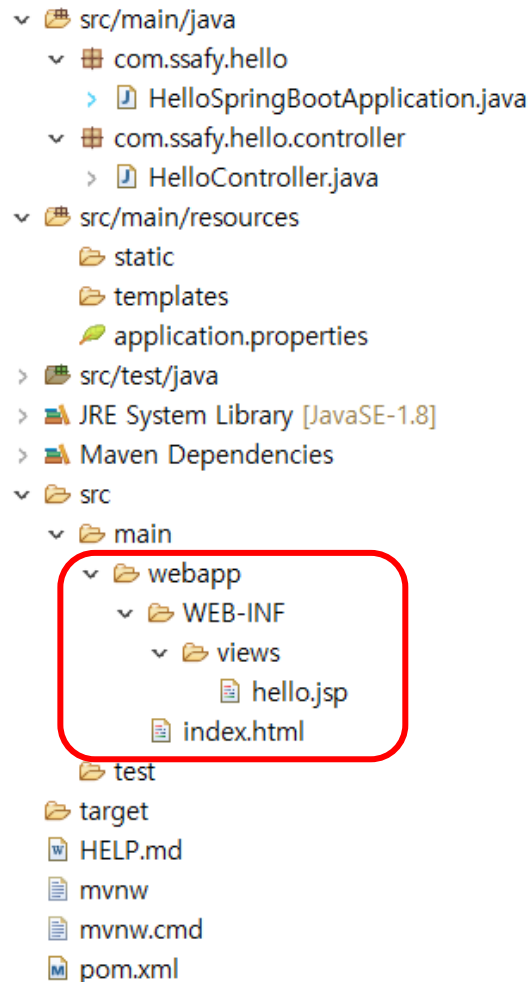 src/main/java
com.ssafy.hello
HelloSpringBootApplication.java
com.ssafy.hello.controller
HelloController.java
src/main/resources
static
templates
application.properties
src/test/java
JRE System Library [JavaSE-1.8]
Maven Dependencies
src
main
webapp
WEB-INF
views
hello.jsp
index.html
test
target
HELP.md
mvnw
mvnw.cmd
pom.xml